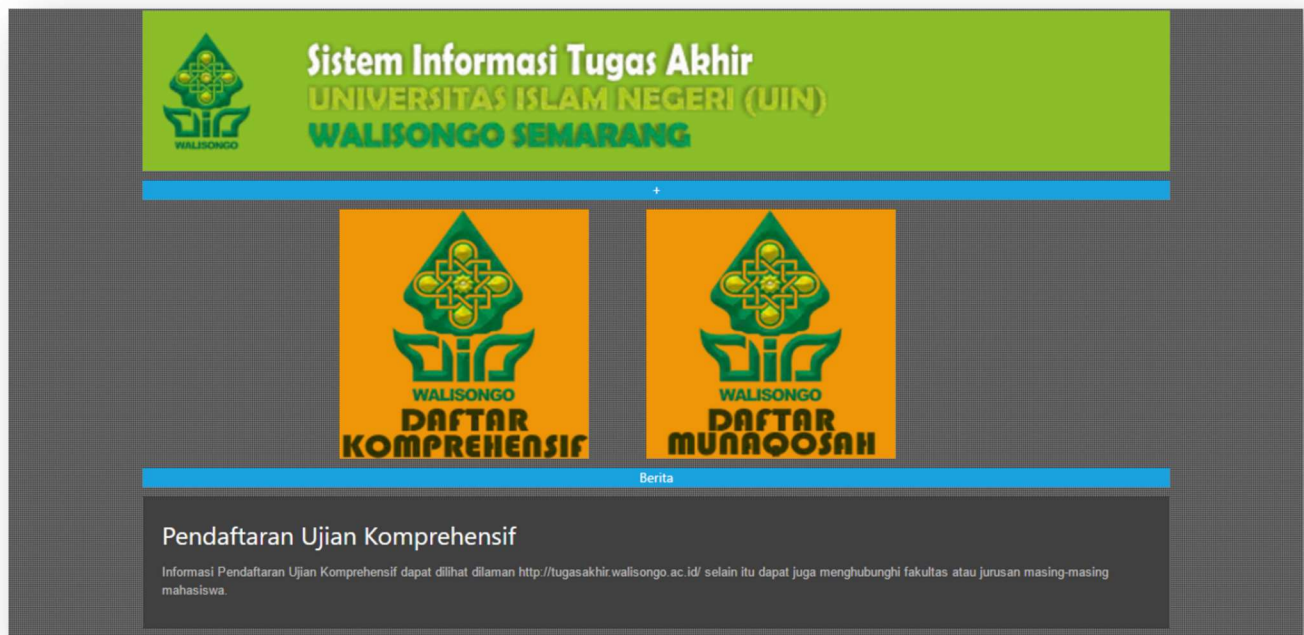 WALISONGO
Sistem Informasi Tugas Akhir
UNIVERSITAS ISLAM NEGERI (UIN)
WALISONGO SEMARANG
+
UIN
WALISONGO
DAFTAR
KOMPREHENSIF
UIN
WALISONGO
DAFTAR
MUNAQOSAH
Berita
Pendaftaran Ujian Komprehensif
Informasi Pendaftaran Ujian Komprehensif dapat dilihat dilaman http://tugasakhir.walisongo.ac.id/ selain itu dapat juga menghubunghi fakultas atau jurusan masing-masing
mahasiswa.